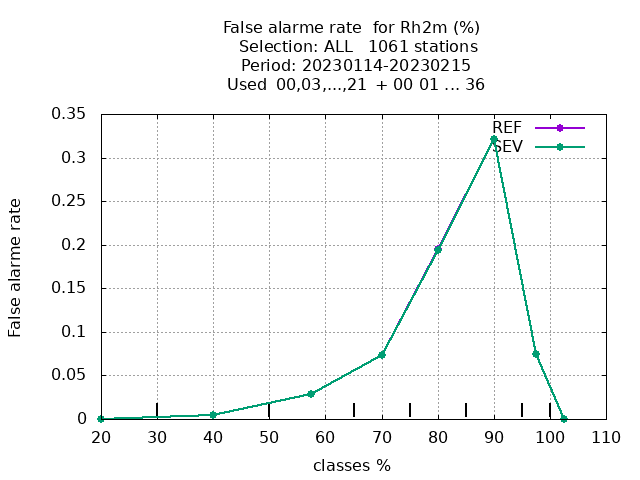 False alarme rate  for Rh2m (%)
Selection: ALL   1061 stations
Period: 20230114-20230215
Used  00,03,...,21  + 00 01 ... 36
0.35
0.3
0.25
0.2
0.15
0.1
0.05
0
False alarme rate
REF
SEV
20 30 40 50 60 70 80 90 100 110
classes %